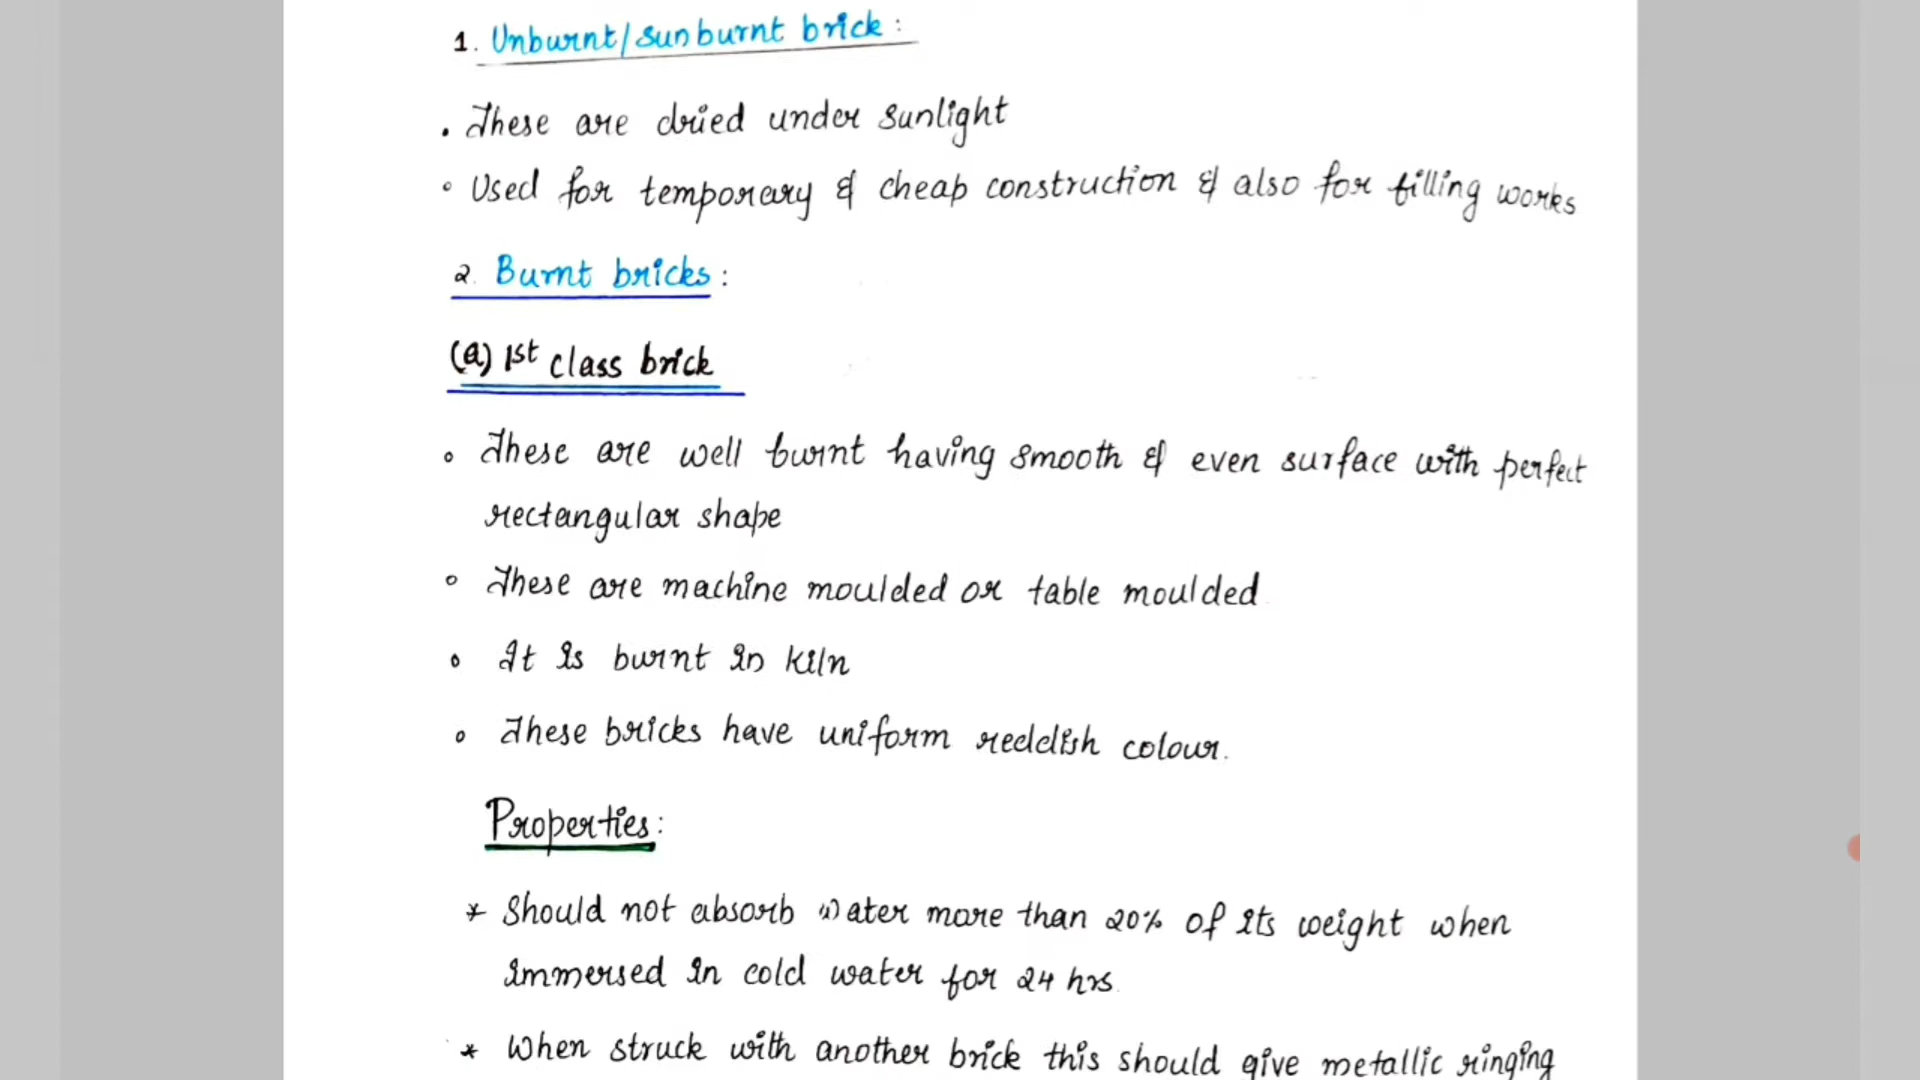 1. Unburnt/sunburnt brick:
• These are dried under sunlight
• Used for temporary & cheap construction & also for filling works
2. Burnt bricks:
(a) 1st class brick
• These are well burnt having smooth & even surface with perfect
rectangular shape
• These are machine moulded or table moulded
• It is burnt in kiln
• These bricks have uniform reddish colour.
Properties:
* Should not absorb water more than 20% of its weight when
immersed in cold water for 24 hrs.
* When struck with another brick this should give metallic ringing